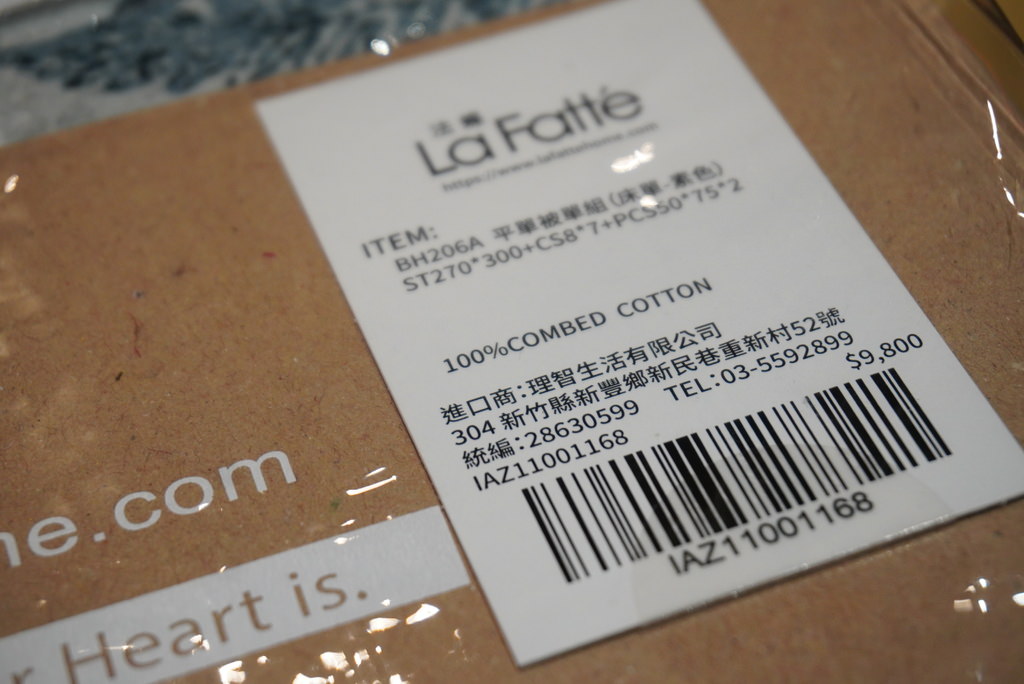 法蝶
La Fatté
https://www.lafattehome.com
ITEM:
BH206A 平單被單組(床單-素色)
ST270*300+CS8*7+PCS50*75*2
100%COMBED COTTON
進口商:理智生活有限公司
304 新竹縣新豐鄉新民巷重新村52號
統編:28630599 TEL:03-5592899
IAZ11001168 $9,800
IAZ11001168
me.com
r Heart is.